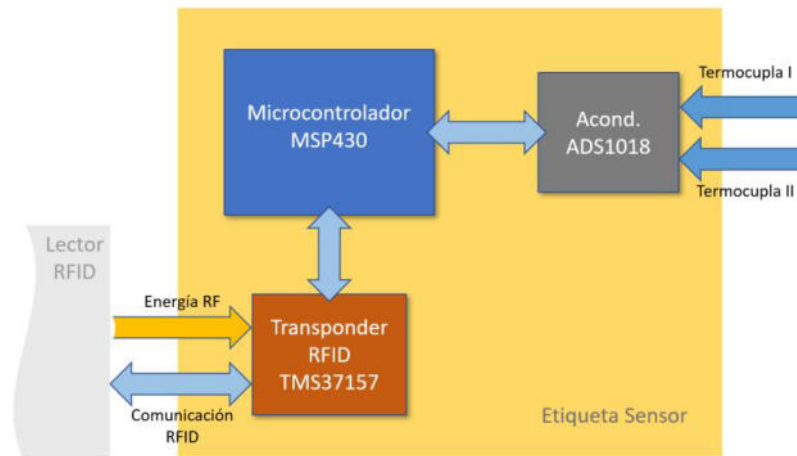 Microcontrolador
MSP430
Acond.
ADS1018
Termocupla I
Termocupla II
Lector
RFID
Energía RF
Transponder
RFID
TMS37157
Comunicación
RFID
Etiqueta Sensor